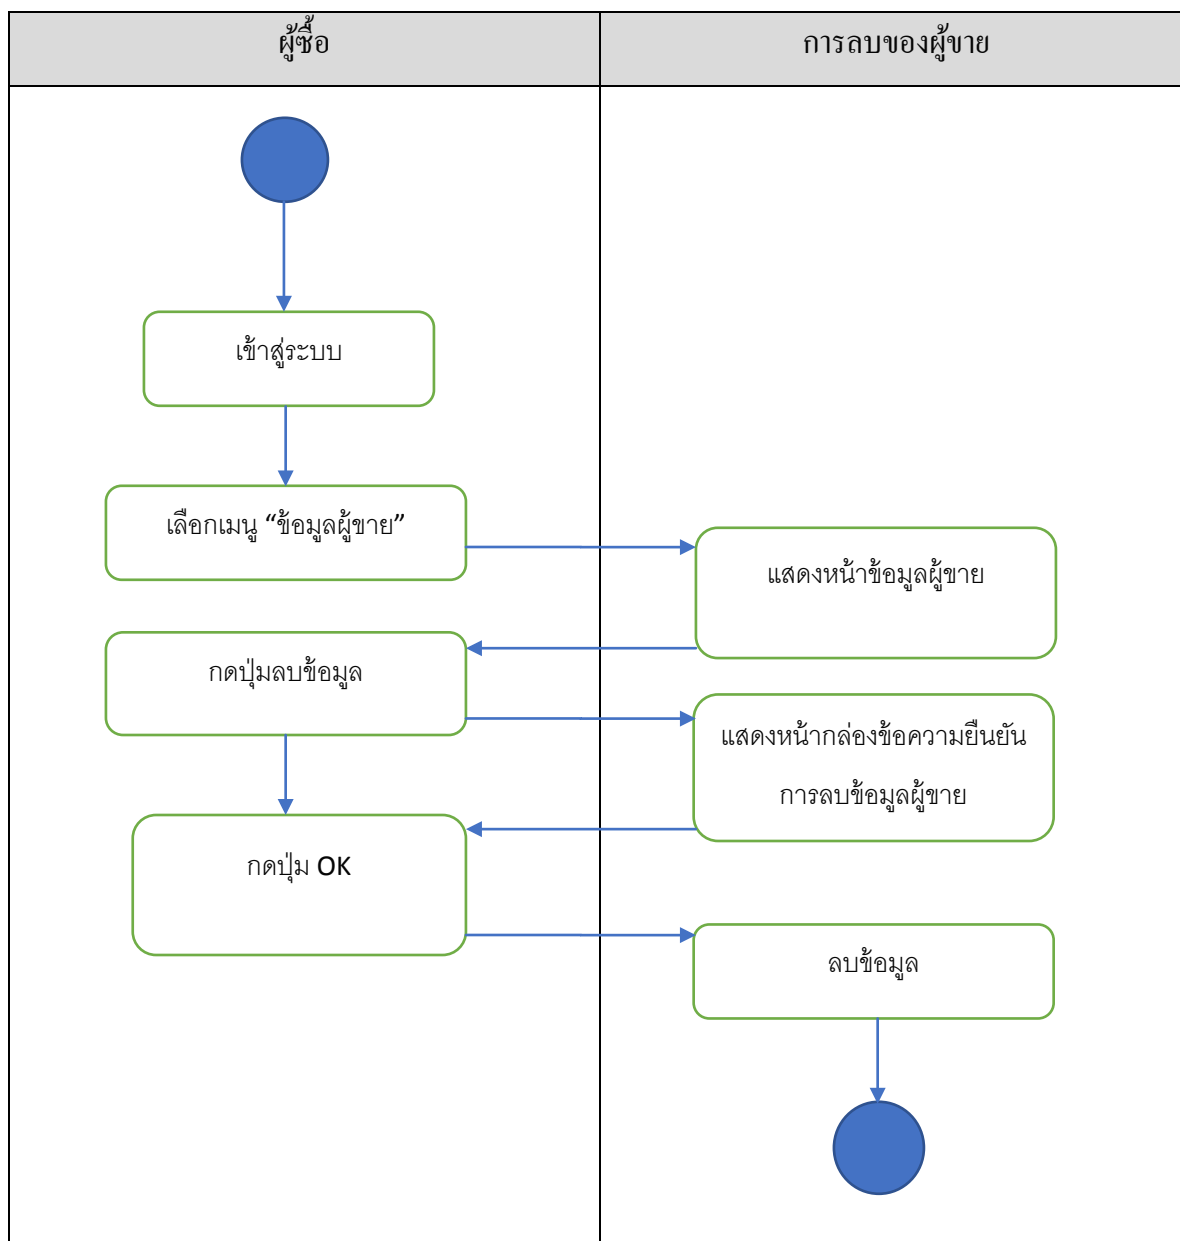 ผู้ซื้อ
การลบของผู้ขาย
เข้าสู่ระบบ
เลือกเมนู “ข้อมูลผู้ขาย”
แสดงหน้าข้อมูลผู้ขาย
กดปุ่มลบข้อมูล
แสดงหน้ากล่องข้อความยืนยัน
การลบข้อมูลผู้ขาย
กดปุ่ม OK
ลบข้อมูล